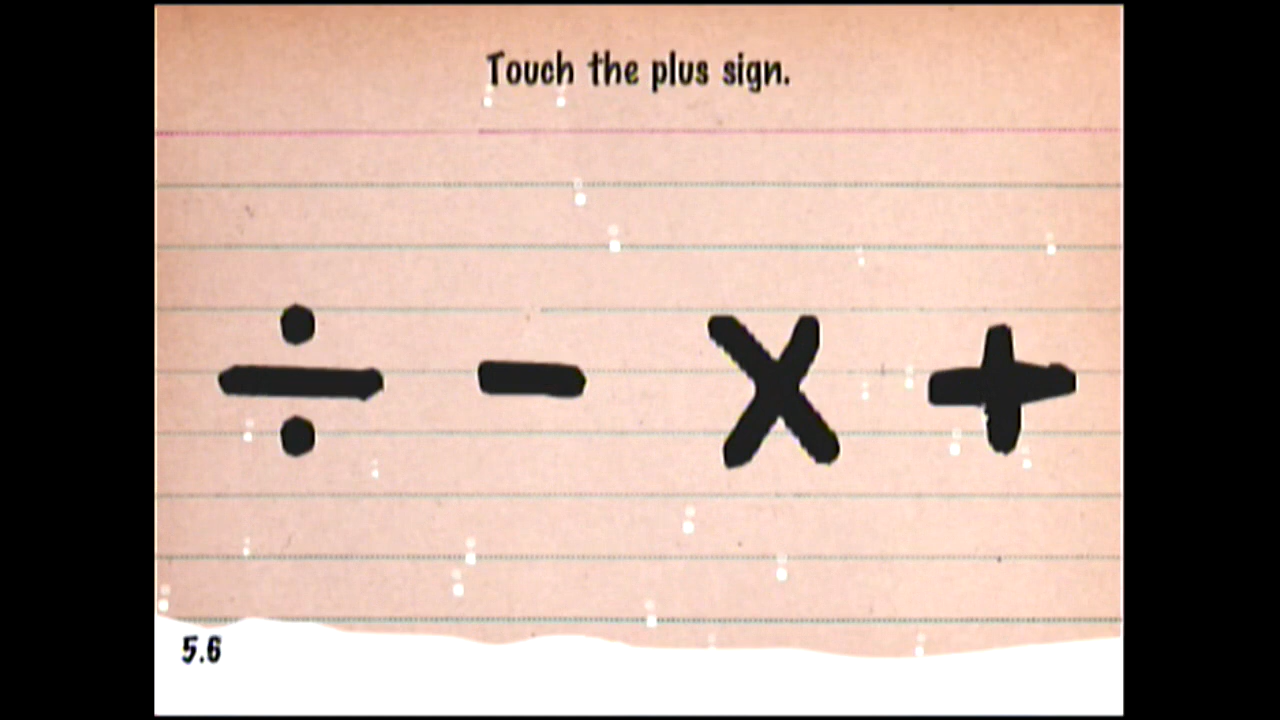 Touch the plus sign.
÷ - X +
5.6